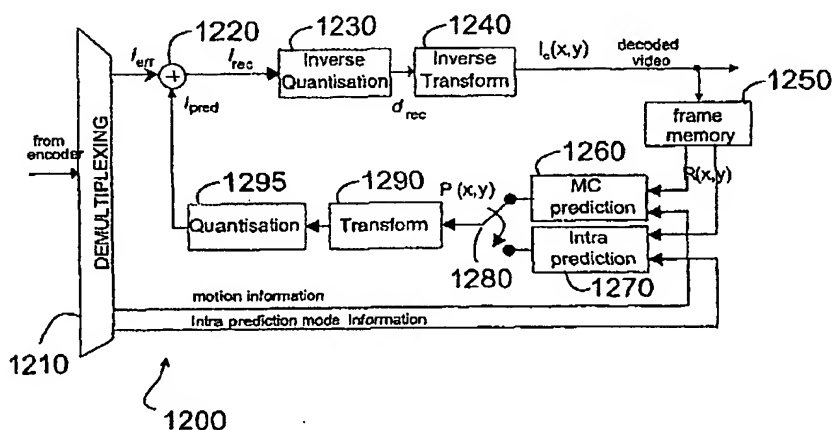 1220
1230
1240
I_err
I_rec
Inverse
Quantisation
d_rec
Inverse
Transform
I_c(x,y)
decoded
video
1250
frame
memory
+
I_pred
from
encoder
DEMULTIPLEXING
1295
1290
1260
Quantisation
Transform
P (x,y)
MC
prediction
R(x,y)
1280
Intra
prediction
1270
motion information
Intra prediction mode Information
1210
1200